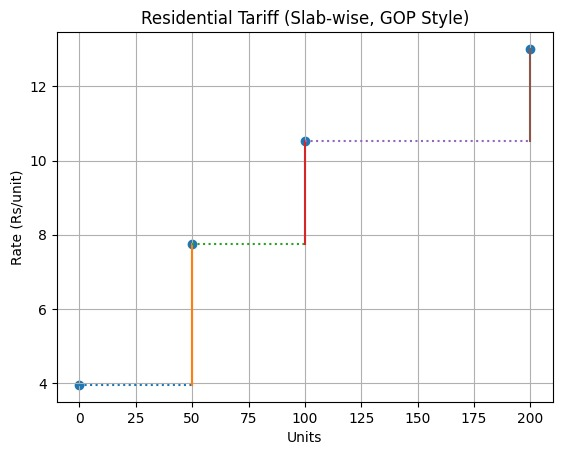 Residential Tariff (Slab-wise, GOP Style)
12
10
8
6
4
Rate (Rs/unit)
0 25 50 75 100 125 150 175 200
Units